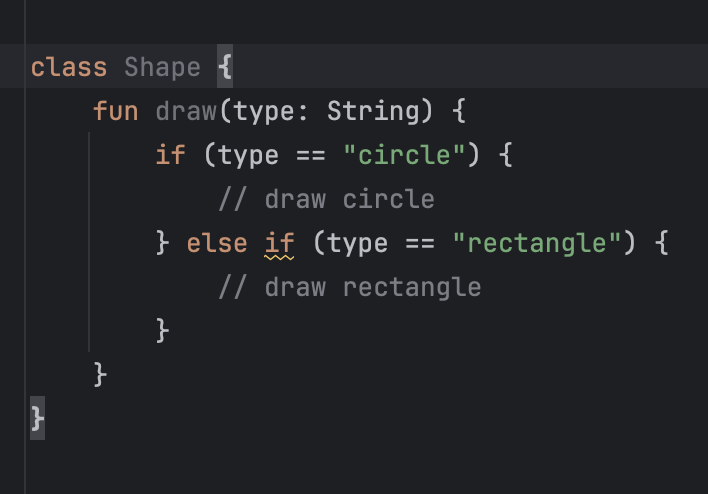 class Shape {
    fun draw(type: String) {
        if (type == "circle") {
            // draw circle
        } else if (type == "rectangle") {
            // draw rectangle
        }
    }
}